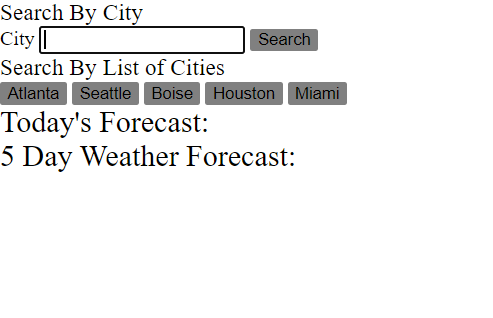 Search By City
City Search
Search By List of Cities
Atlanta Seattle Boise Houston Miami
Today's Forecast:
5 Day Weather Forecast: